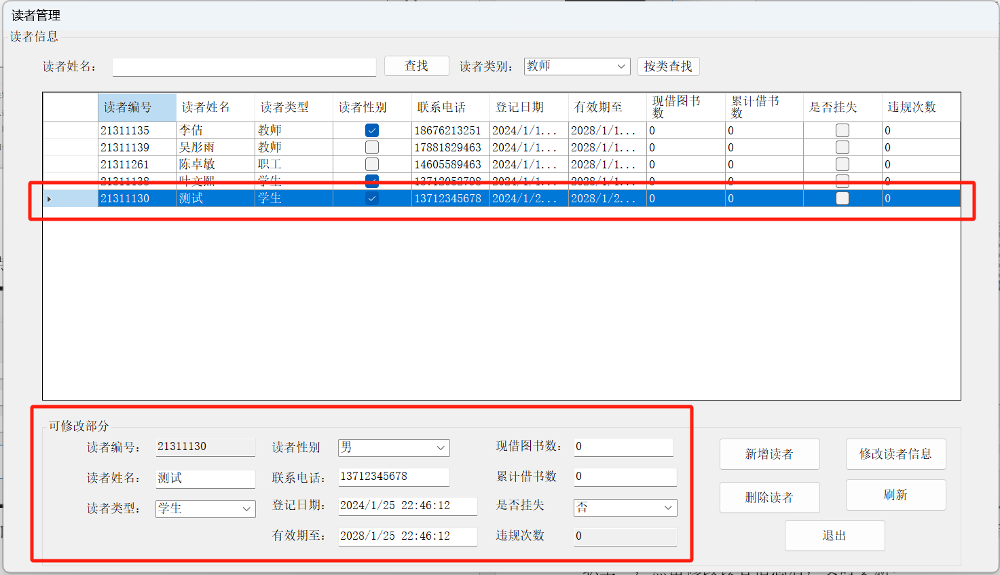 读者管理
读者信息
读者姓名： 查找 读者类别： 教师 按类查找
读者编号 读者姓名 读者类型 读者性别 联系电话 登记日期 有效期至 现借图书数 累计借书数 是否挂失 违规次数
21311135 李佶 教师 18676213251 2024/1/1... 2028/1/1... 0 0 0
21311139 吴彤雨 教师 17881829463 2024/1/1... 2028/1/1... 0 0 0
21311261 陈卓敏 职工 14605589463 2024/1/1... 2028/1/1... 0 0 0
21311138 叶文熙 学生 13712052798 2024/1/1... 2028/1/1... 0 0 0
21311130 测试 学生 13712345678 2024/1/2... 2028/1/2... 0 0 0
可修改部分
读者编号： 21311130 读者性别 男 现借图书数： 0 新增读者 修改读者信息
读者姓名： 测试 联系电话： 13712345678 累计借书数 0
读者类型： 学生 登记日期： 2024/1/25 22:46:12 是否挂失 否 删除读者 刷新
有效期至： 2028/1/25 22:46:12 违规次数 0 退出